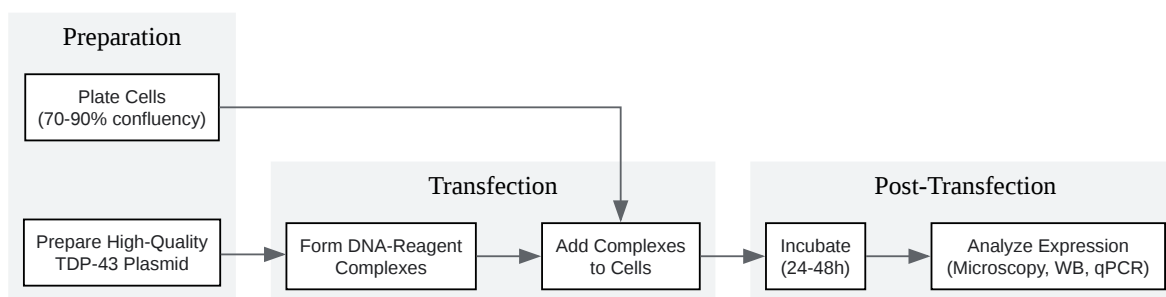 Preparation
Plate Cells
(70-90% confluency)
Prepare High-Quality
TDP-43 Plasmid
Transfection
Form DNA-Reagent
Complexes
Add Complexes
to Cells
Post-Transfection
Incubate
(24-48h)
Analyze Expression
(Microscopy, WB, qPCR)